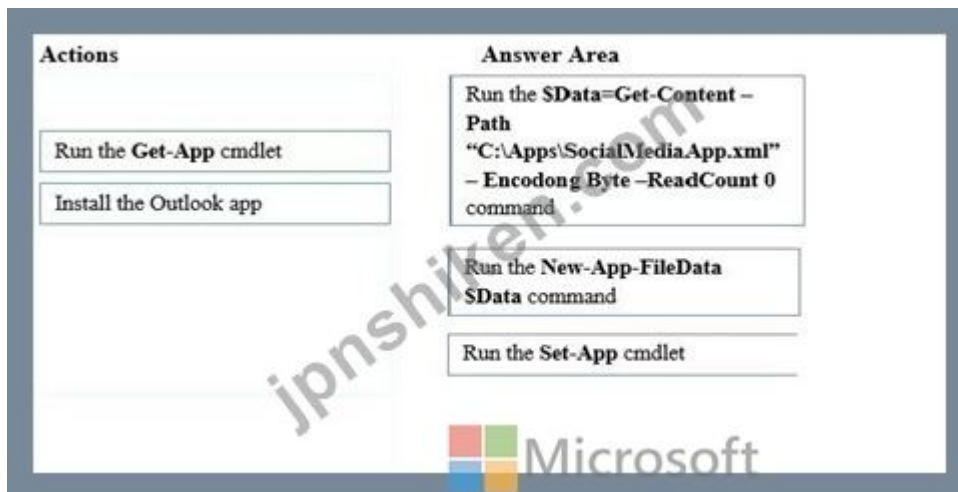 Actions
Run the Get-App cmdlet
Install the Outlook app
Answer Area
Run the $Data=Get-Content –
Path
“C:\Apps\SocialMedia.App.xml”
– Encodong Byte –ReadCount 0
command
Run the New-App-FileData
$Data command
Run the Set-App cmdlet
jpnshiken.com
Microsoft